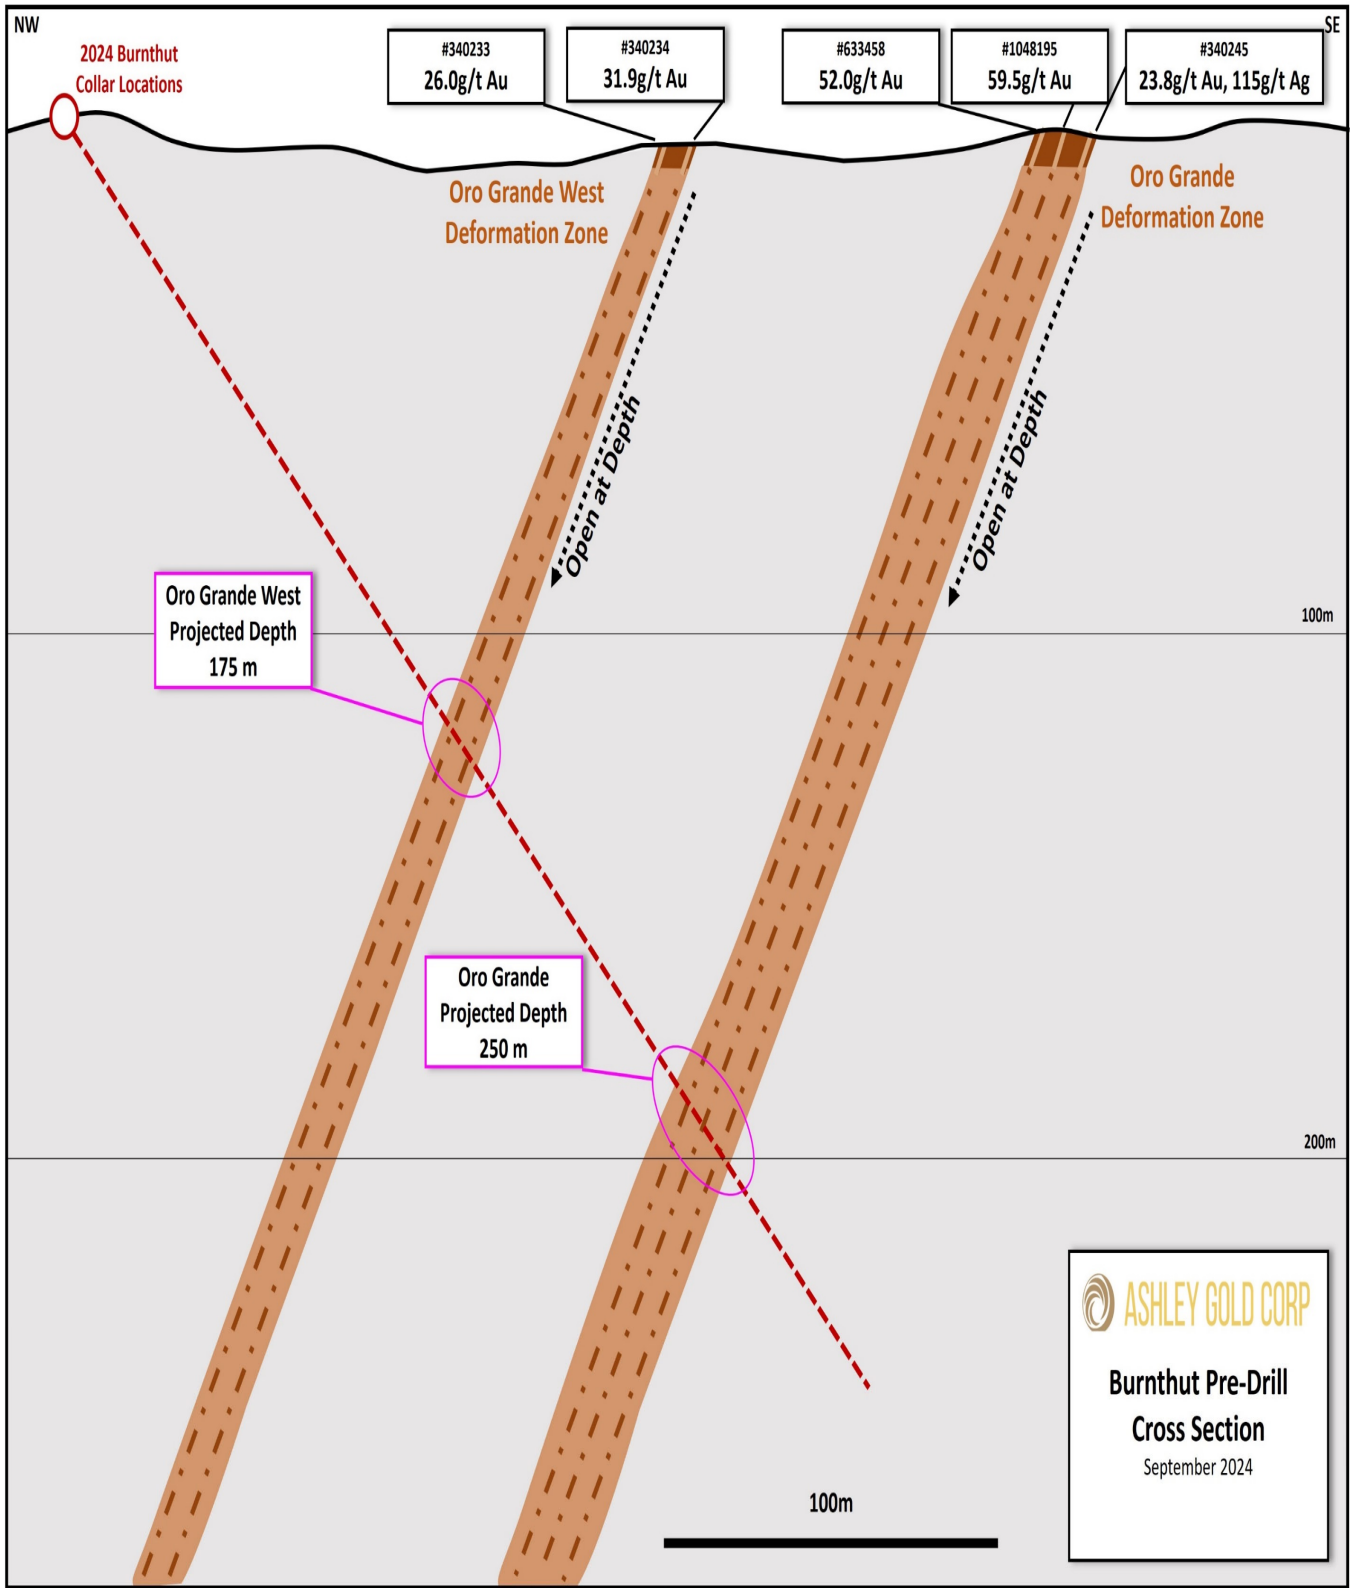 NW
SE
2024 Burnthut
Collar Locations
#340233
26.0g/t Au
#340234
31.9g/t Au
#633458
52.0g/t Au
#1048195
59.5g/t Au
#340245
23.8g/t Au, 115g/t Ag
Oro Grande West
Deformation Zone
Oro Grande
Deformation Zone
Open at Depth
Open at Depth
Oro Grande West
Projected Depth
175 m
100m
Oro Grande
Projected Depth
250 m
200m
ASHLEY GOLD CORP
Burnthut Pre-Drill
Cross Section
September 2024
100m